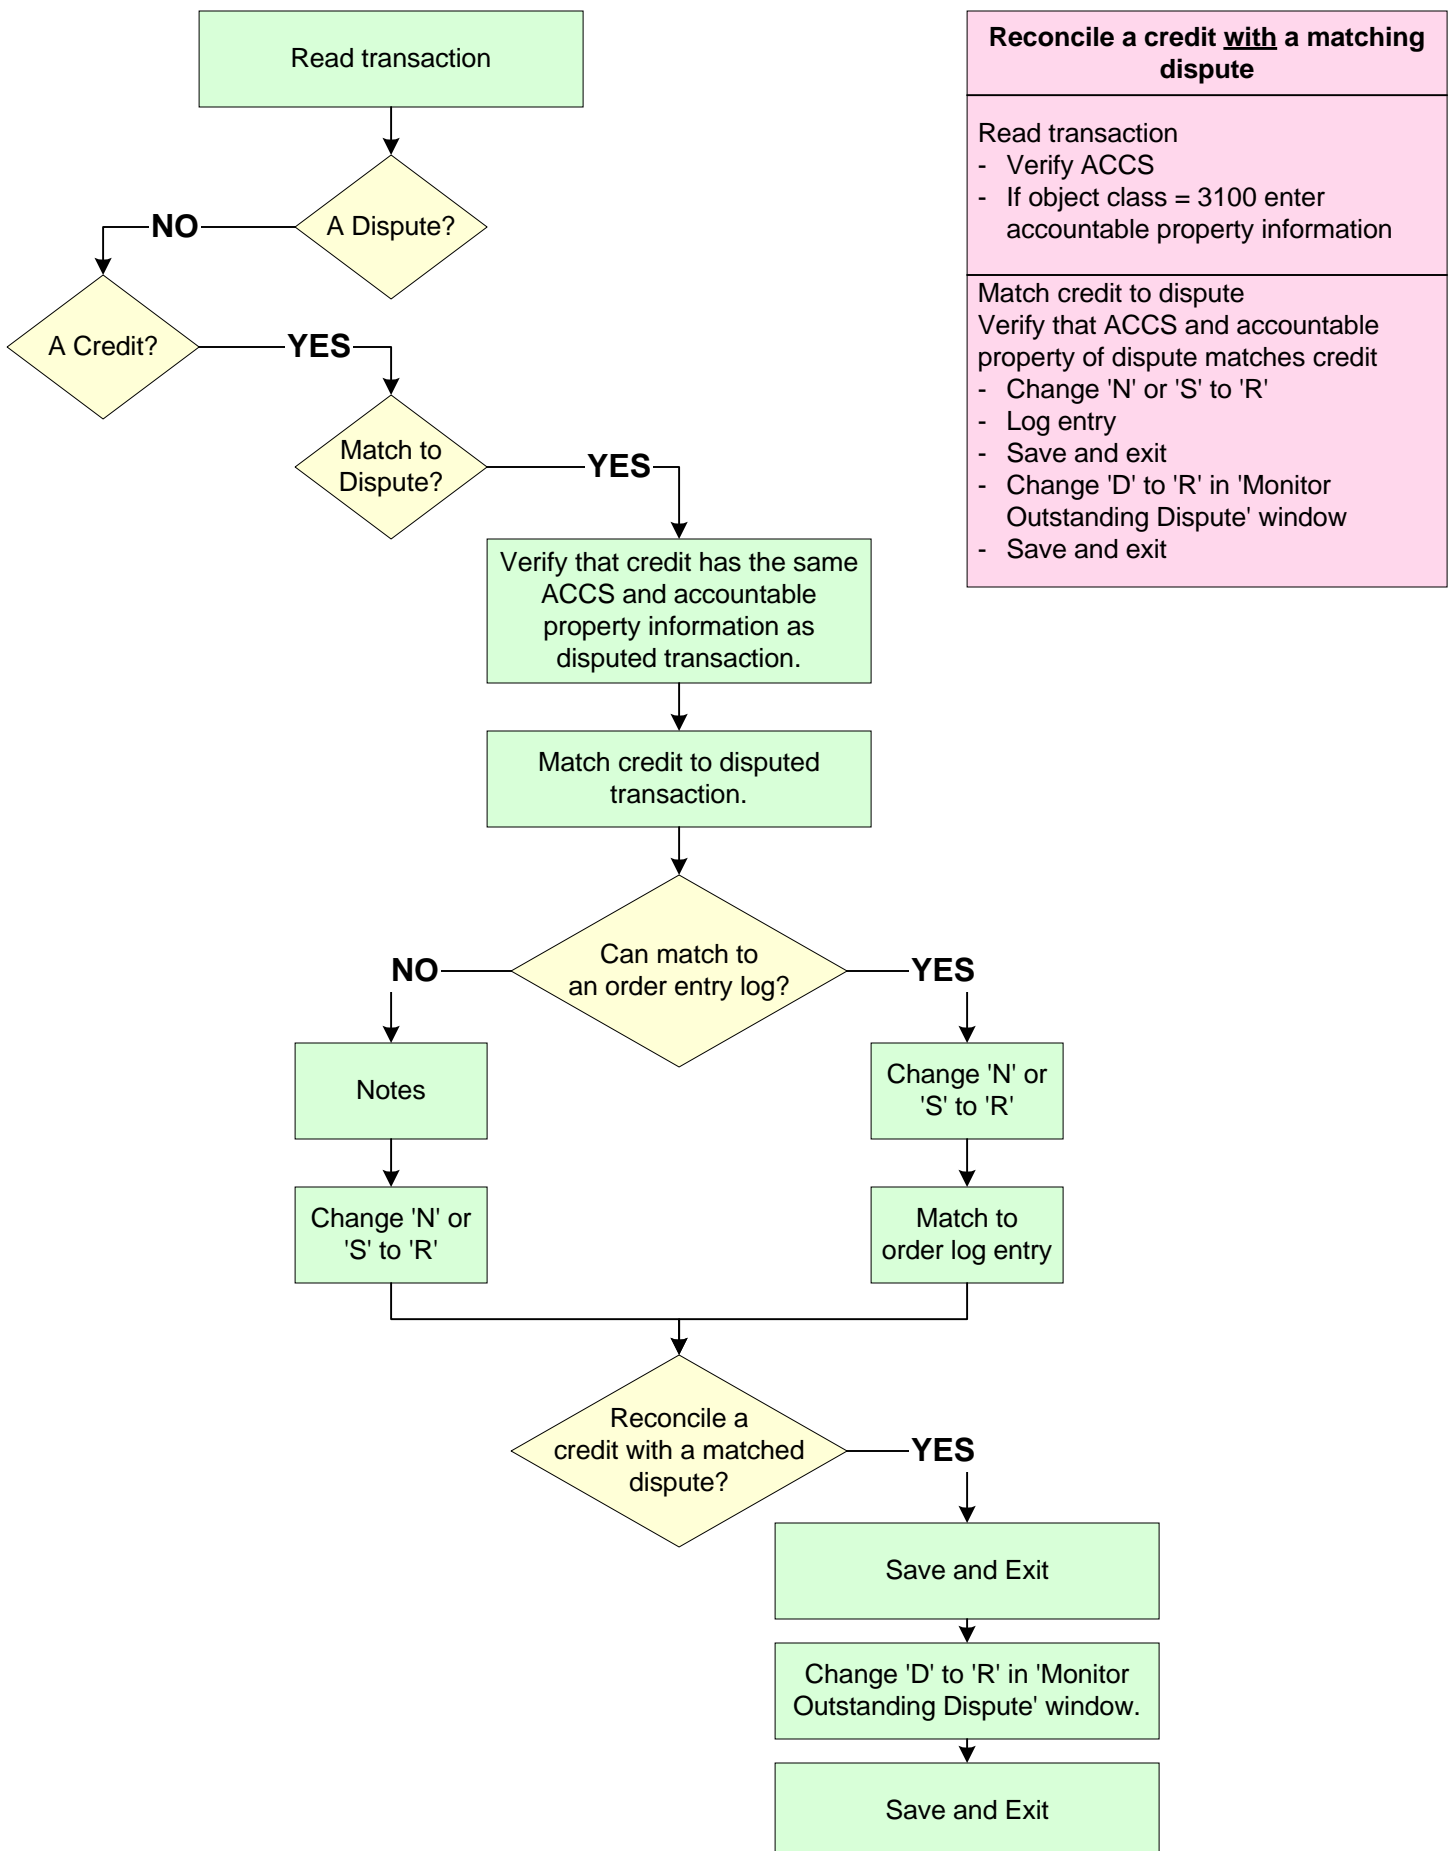 Read transaction
A Dispute?
NO
A Credit?
YES
Match to
Dispute?
YES
Verify that credit has the same
ACCS and accountable
property information as
disputed transaction.
Match credit to disputed
transaction.
Can match to
an order entry log?
NO
YES
Notes
Change 'N' or
'S' to 'R'
Change 'N' or
'S' to 'R'
Match to
order log entry
Reconcile a
credit with a matched
dispute?
YES
Save and Exit
Change 'D' to 'R' in 'Monitor
Outstanding Dispute' window.
Save and Exit
Reconcile a credit with a matching
dispute
Read transaction
- Verify ACCS
- If object class = 3100 enter
accountable property information
Match credit to dispute
Verify that ACCS and accountable
property of dispute matches credit
- Change 'N' or 'S' to 'R'
- Log entry
- Save and exit
- Change 'D' to 'R' in 'Monitor
Outstanding Dispute' window
- Save and exit